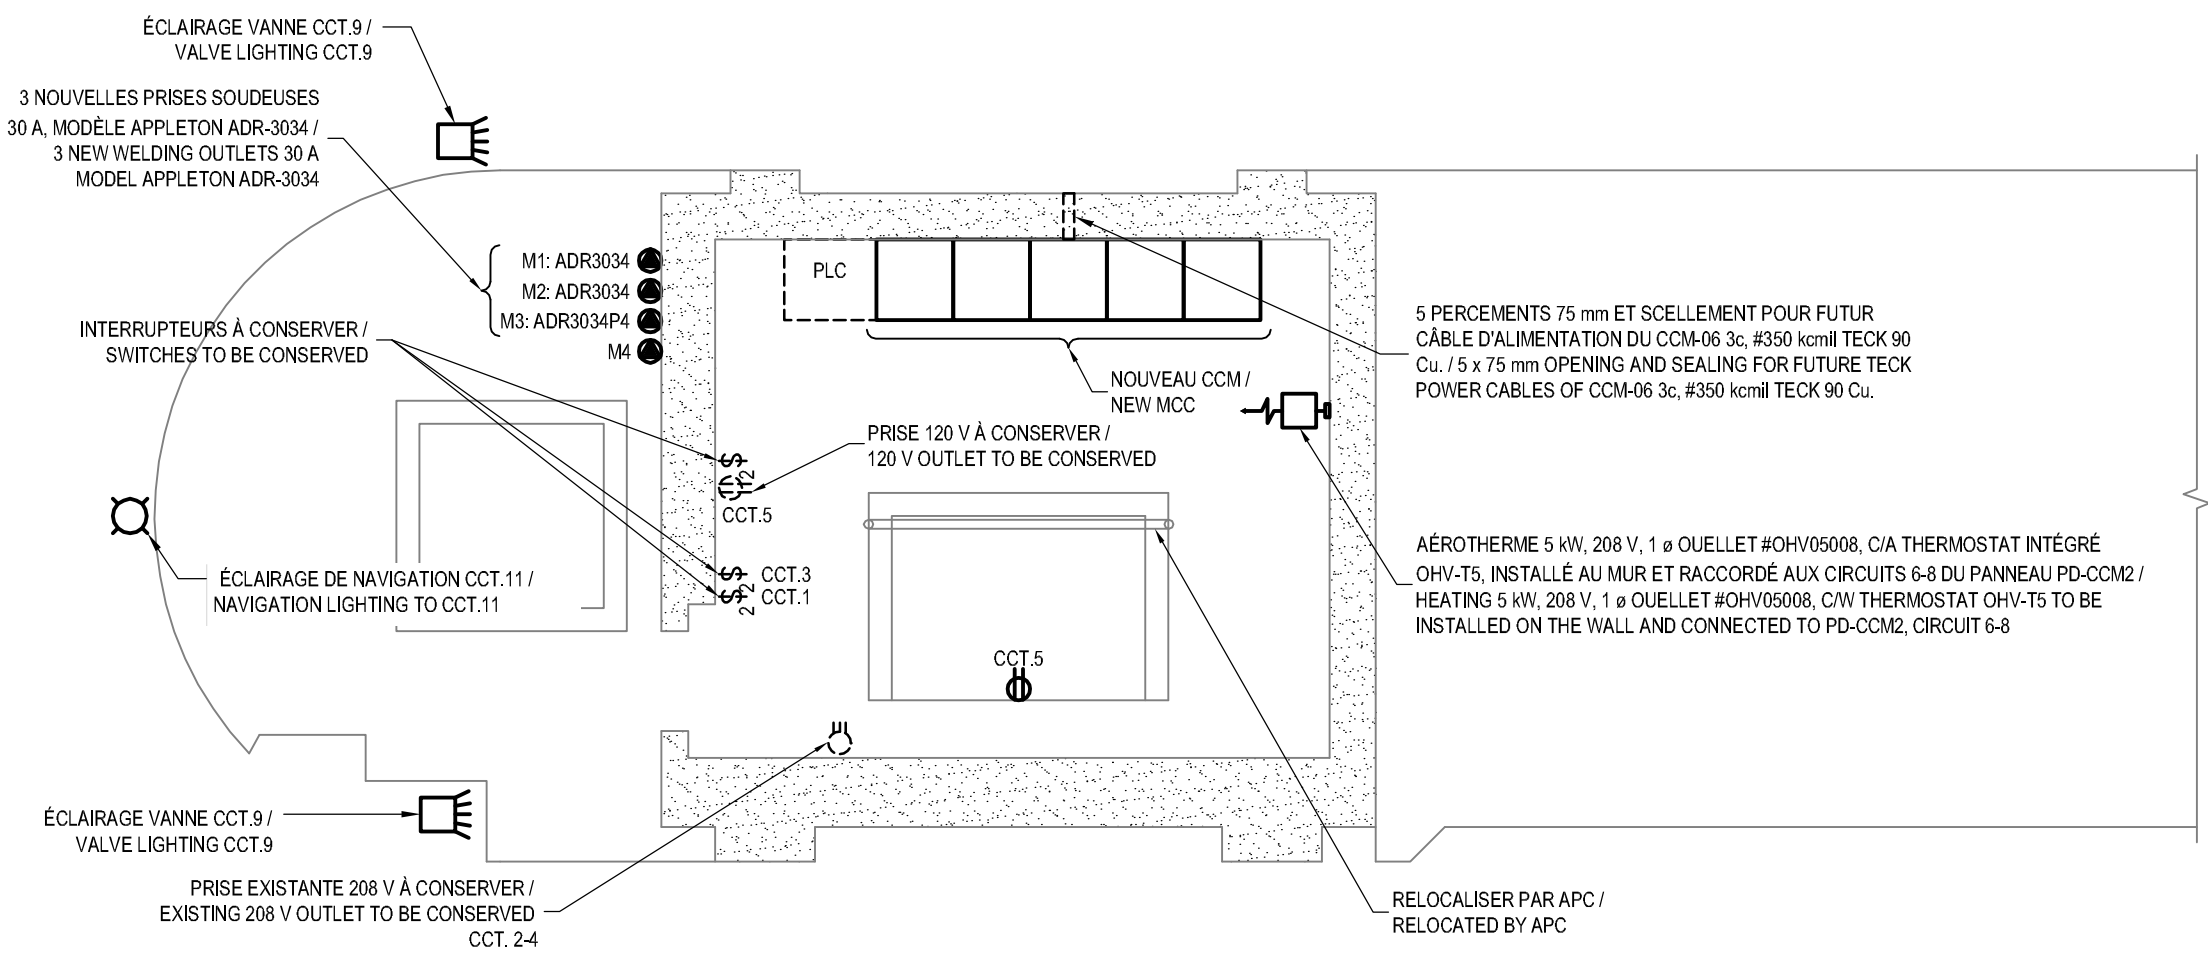 ÉCLAIRAGE VANNE CCT.9 /
VALVE LIGHTING CCT.9
3 NOUVELLES PRISES SOUDEUSES
30 A, MODÈLE APPLETON ADR-3034 /
3 NEW WELDING OUTLETS 30 A
MODEL APPLETON ADR-3034
M1: ADR3034
M2: ADR3034
M3: ADR3034P4
M4
INTERRUPTEURS À CONSERVER /
SWITCHES TO BE CONSERVED
PLC
NOUVEAU CCM /
NEW MCC
5 PERCEMENTS 75 mm ET SCELLEMENT POUR FUTUR
CÂBLE D'ALIMENTATION DU CCM-06 3c, #350 kcmil TECK 90
Cu. / 5 x 75 mm OPENING AND SEALING FOR FUTURE TECK
POWER CABLES OF CCM-06 3c, #350 kcmil TECK 90 Cu.
PRISE 120 V À CONSERVER /
120 V OUTLET TO BE CONSERVED
S
2
CCT.5
S
2
CCT.3
S
2
CCT.1
ÉCLAIRAGE DE NAVIGATION CCT.11 /
NAVIGATION LIGHTING TO CCT.11
AÉROTHERME 5 kW, 208 V, 1 ø OUELLET #OHV05008, C/A THERMOSTAT INTÉGRÉ
OHV-T5, INSTALLÉ AU MUR ET RACCORDÉ AUX CIRCUITS 6-8 DU PANNEAU PD-CCM2 /
HEATING 5 kW, 208 V, 1 ø OUELLET #OHV05008, C/W THERMOSTAT OHV-T5 TO BE
INSTALLED ON THE WALL AND CONNECTED TO PD-CCM2, CIRCUIT 6-8
CCT.5
ÉCLAIRAGE VANNE CCT.9 /
VALVE LIGHTING CCT.9
PRISE EXISTANTE 208 V À CONSERVER /
EXISTING 208 V OUTLET TO BE CONSERVED
CCT. 2-4
RELOCALISER PAR APC /
RELOCATED BY APC